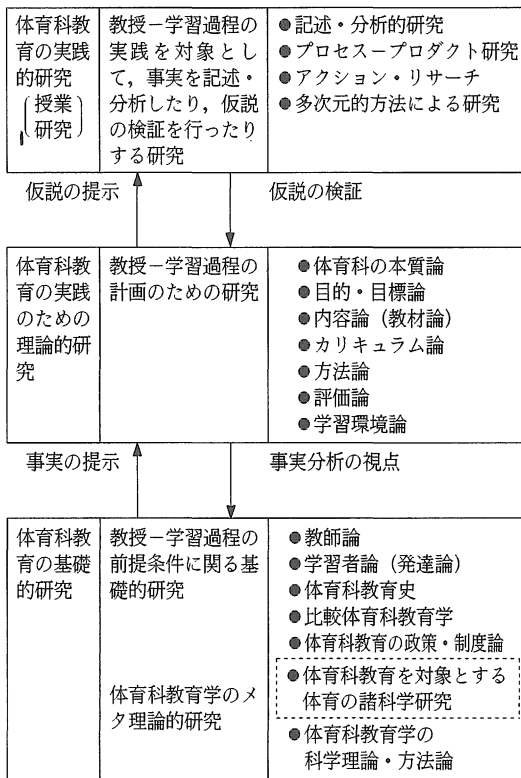 体育科教
育の実践
的研究
(授業
研究)
教授－学習過程の
実践を対象とし
て，事実を記述・
分析したり，仮説
の検証を行ったり
する研究
●記述・分析的研究
●プロセス－プロダクト研究
●アクション・リサーチ
●多次元的方法による研究
仮説の提示
仮説の検証
体育科教
育の実践
のための
理論的研
究
教授－学習過程の
計画のための研究
●体育科の本質論
●目的・目標論
●内容論（教材論）
●カリキュラム論
●方法論
●評価論
●学習環境論
事実の提示
事実分析の視点
体育科教
育の基礎
的研究
教授－学習過程の
前提条件に関る基
礎的研究
体育科教育学のメ
タ理論的研究
●教師論
●学習者論（発達論）
●体育科教育史
●比較体育科教育学
●体育科教育の政策・制度論
●体育科教育を対象とする
体育の諸科学研究
●体育科教育学の
科学理論・方法論